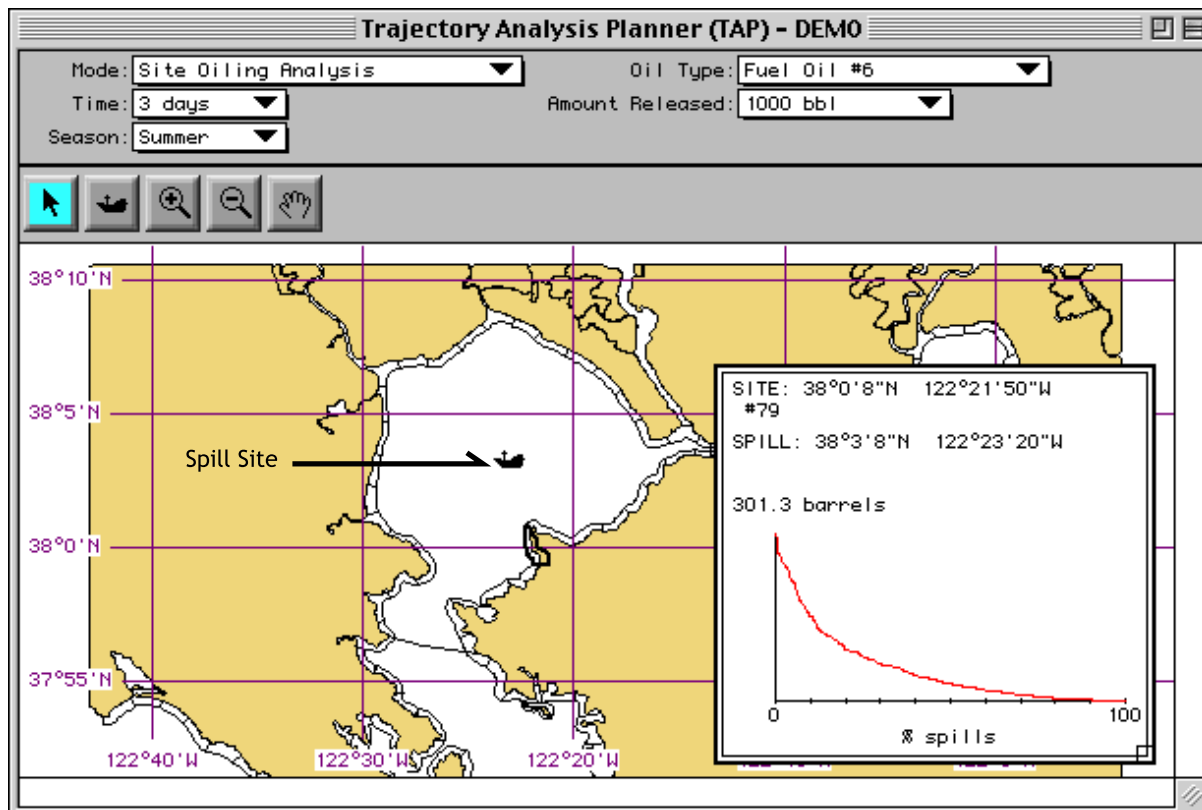 Trajectory Analysis Planner (TAP) - DEMO
Mode: Site Oiling Analysis Oil Type: Fuel Oil #6
Time: 3 days Amount Released: 1000 bbl
Season: Summer
38°10'N
38°5'N
38°0'N
37°55'N
Spill Site
SITE: 38°0'8"N 122°21'50"W
#79
SPILL: 38°3'8"N 122°23'20"W
301.3 barrels
0 100
% spills
122°40'W 122°30'W 122°20'W